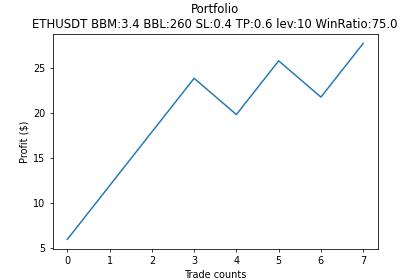 Portfolio
ETHUSDT BBM:3.4 BBL:260 SL:0.4 TP:0.6 lev:10 WinRatio:75.0
25
20
15
10
5
Profit ($)
0 1 2 3 4 5 6 7
Trade counts